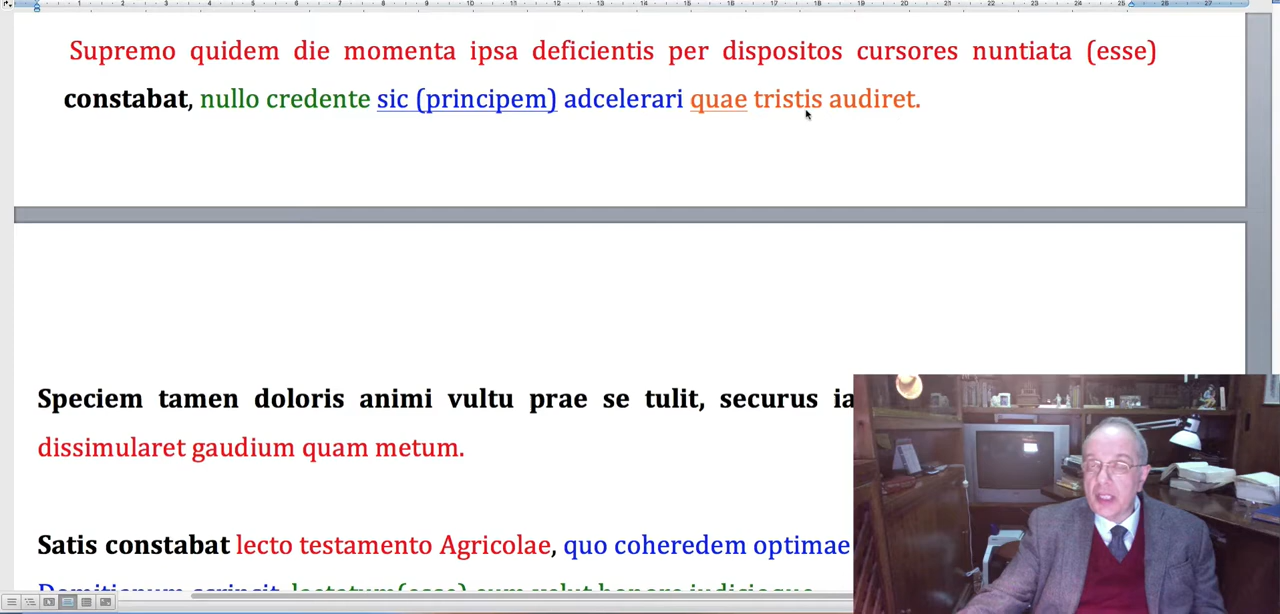 Supremo quidem die momenta ipsa deficientis per dispositos cursores nuntiata (esse)
constabat, nullo credente sic (principem) adcelerari quae tristis audiret.
Speciem tamen doloris animi vultu prae se tulit, securus
dissimularet gaudium quam metum.
Satis constabat lecto testamento Agricolae, quo coheredem optimae